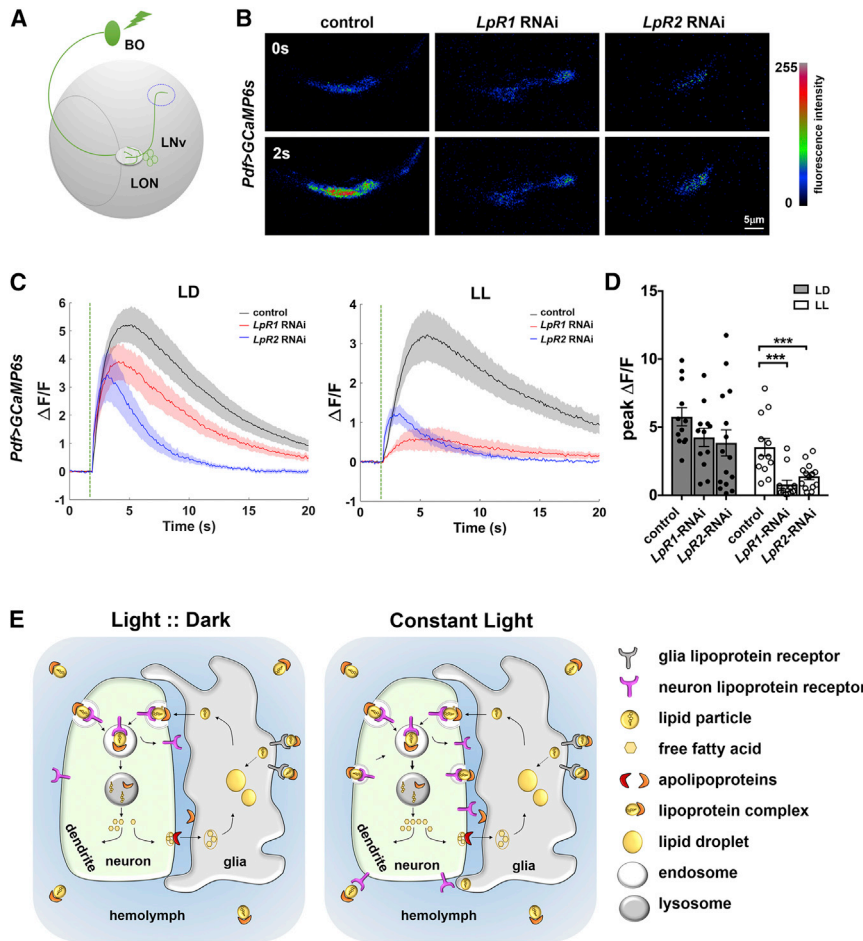 A
BO
LNv
LON
B
control
LpR1 RNAi
LpR2 RNAi
Pdf>GCaMP6s
0s
2s
5μm
255
0
fluorescence intensity
C
LD
Pdf>GCaMP6s
ΔF/F
6
5
4
3
2
1
0
-1
0
5
10
15
20
Time (s)
control
LpR1 RNAi
LpR2 RNAi
LL
ΔF/F
4
3
2
1
0
-1
0
5
10
15
20
Time (s)
control
LpR1 RNAi
LpR2 RNAi
D
LD
LL
peak ΔF/F
15
10
5
0
***
***
control
LpR1-RNAi
LpR2-RNAi
control
LpR1-RNAi
LpR2-RNAi
E
Light :: Dark
dendrite
neuron
glia
hemolymph
Constant Light
dendrite
neuron
glia
hemolymph
glia lipoprotein receptor
neuron lipoprotein receptor
lipid particle
free fatty acid
apolipoproteins
lipoprotein complex
lipid droplet
endosome
lysosome